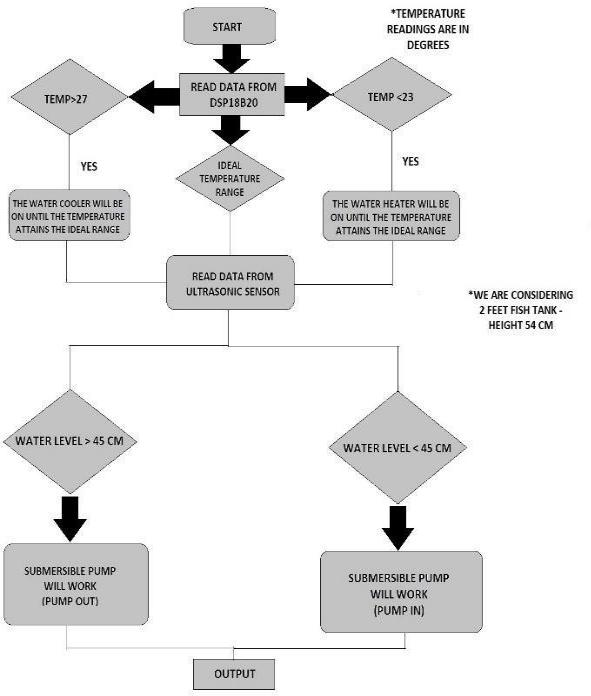 START
*TEMPERATURE
READINGS ARE IN
DEGREES
TEMP>27
READ DATA FROM
DSP18B20
TEMP <23
YES
IDEAL
TEMPERATURE
RANGE
YES
THE WATER COOLER WILL BE
ON UNTIL THE TEMPERATURE
ATTAINS THE IDEAL RANGE
THE WATER HEATER WILL BE
ON UNTIL THE TEMPERATURE
ATTAINS THE IDEAL RANGE
READ DATA FROM
ULTRASONIC SENSOR
*WE ARE CONSIDERING
2 FEET FISH TANK -
HEIGHT 54 CM
WATER LEVEL > 45 CM
WATER LEVEL < 45 CM
SUBMERSIBLE PUMP
WILL WORK
(PUMP OUT)
SUBMERSIBLE PUMP
WILL WORK
(PUMP IN)
OUTPUT